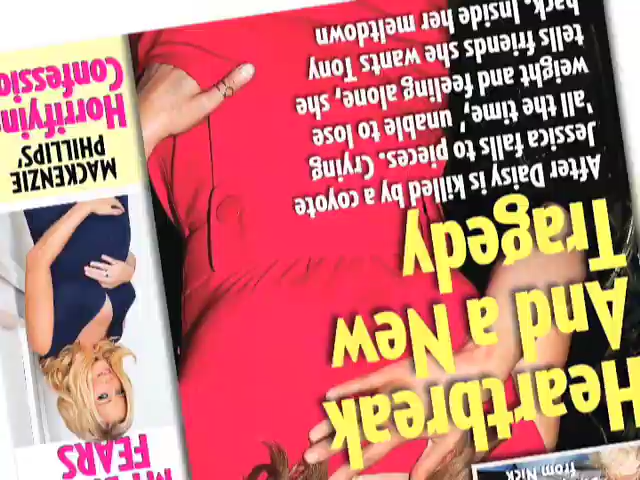 Heartbreak
And a New
Tragedy
After Daisy is killed by a coyote
Jessica falls to pieces. Crying
'all the time,' unable to lose
weight and feeling alone, she
tells friends she wants Tony
back. Inside her meltdown
from Nick
FEARS
MACKENZIE
PHILLIPS'